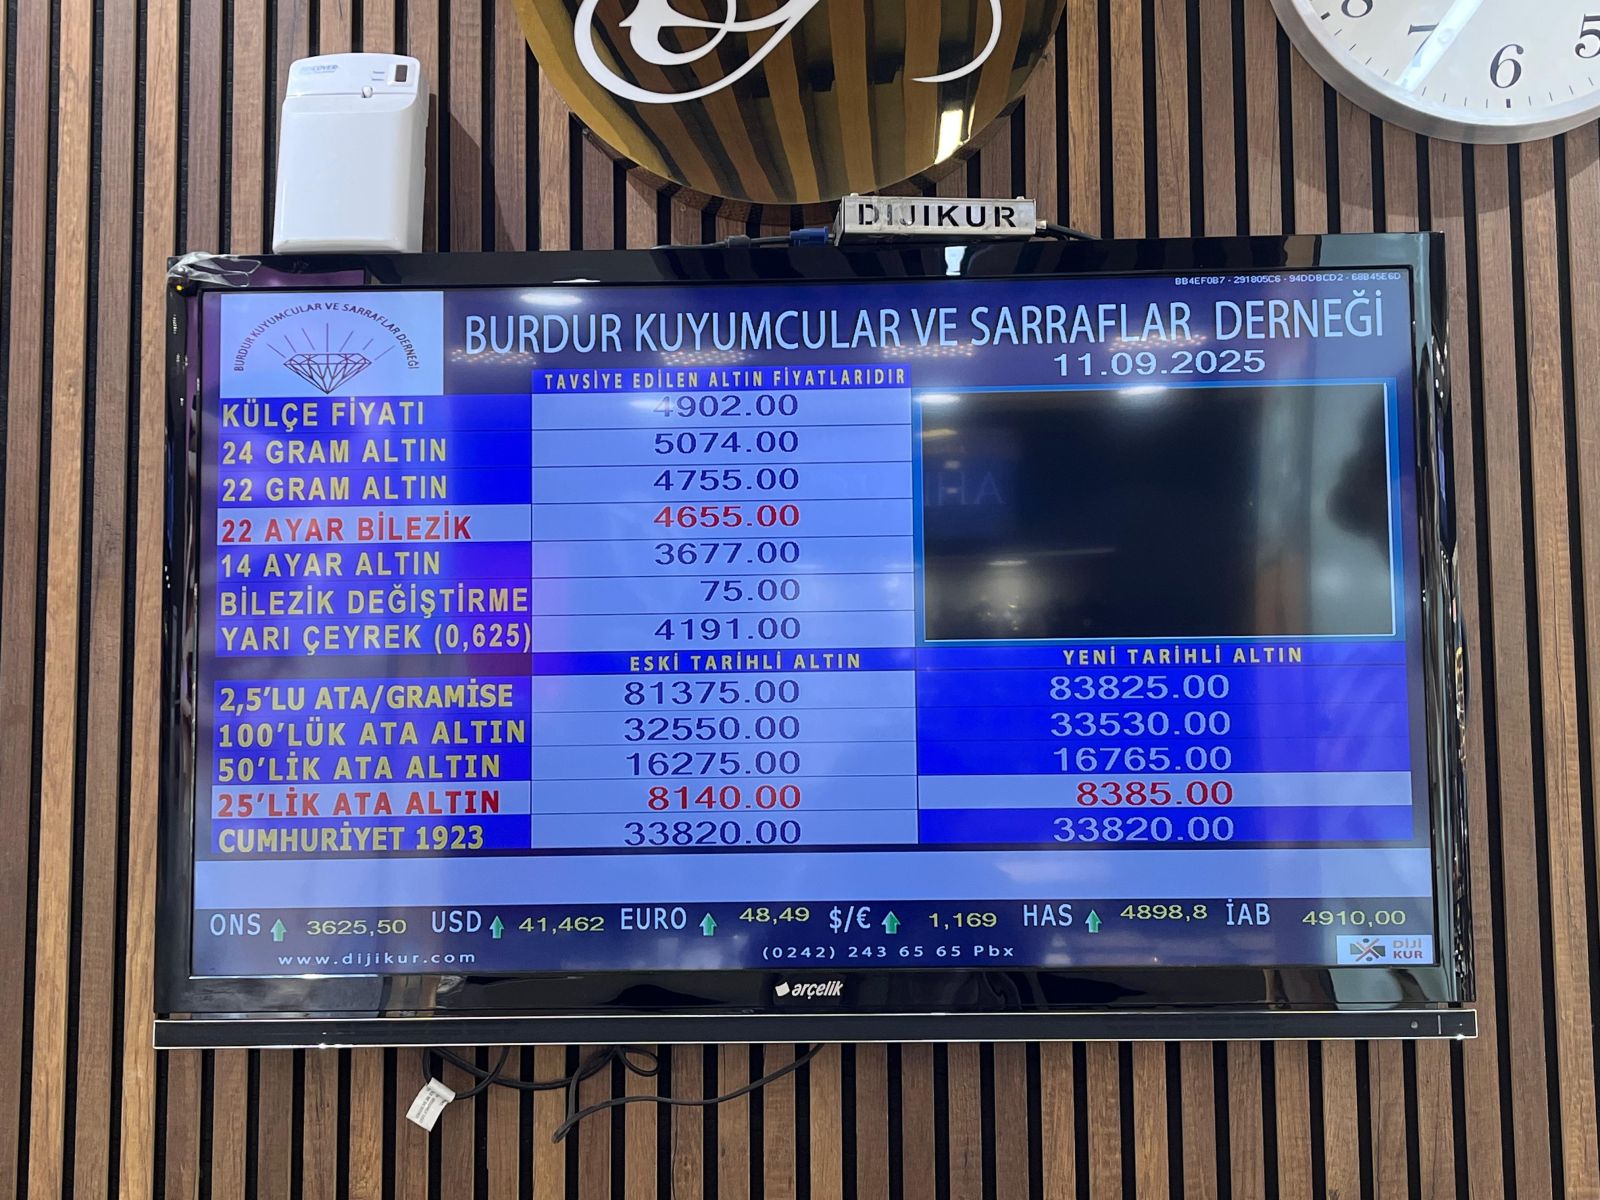 DISCOVER
8 7 6 5
DIJIKUR
BB4EF0B7 - 291805C6 - 94DDBCD2 - 68B45E6D
BURDUR KUYUMCULAR VE SARRAFLAR DERNEĞİ
BURDUR KUYUMCULAR VE SARRAFLAR DERNEĞİ
11.09.2025
TAVSİYE EDİLEN ALTIN FİYATLARIDIR
KÜLÇE FİYATI 4902.00
24 GRAM ALTIN 5074.00
22 GRAM ALTIN 4755.00
22 AYAR BİLEZİK 4655.00
14 AYAR ALTIN 3677.00
BİLEZİK DEĞİŞTİRME 75.00
YARI ÇEYREK (0,625) 4191.00
ESKİ TARİHLİ ALTIN YENİ TARİHLİ ALTIN
2,5'LU ATA/GRAMİSE 81375.00 83825.00
100'LÜK ATA ALTIN 32550.00 33530.00
50'LİK ATA ALTIN 16275.00 16765.00
25'LİK ATA ALTIN 8140.00 8385.00
CUMHURİYET 1923 33820.00 33820.00
ONS 3625,50 USD 41,462 EURO 48,49 $/€ 1,169 HAS 4898,8 İAB 4910,00
www.dijikur.com (0242) 243 65 65 Pbx
DİJİ
KUR
arçelik